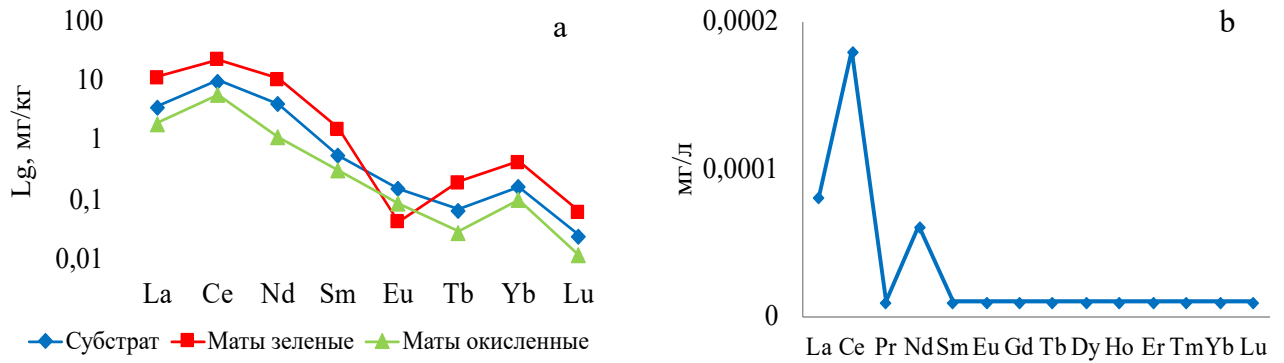 a
Lg, мг/кг
100
10
1
0,1
0,01
La Ce Nd Sm Eu Tb Yb Lu
Субстрат Маты зеленые Маты окисленные
b
мг/л
0,0002
0,0001
0
La Ce Pr Nd Sm Eu Gd Tb Dy Ho Er Tm Yb Lu